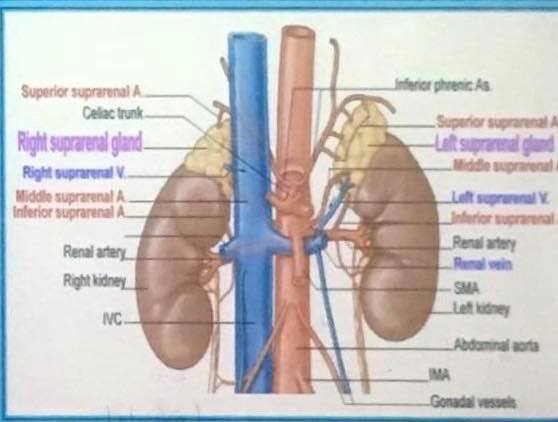 Superior suprarenal A.
Celiac trunk
Right suprarenal gland
Right suprarenal V.
Middle suprarenal A.
Inferior suprarenal A.
Renal artery
Right kidney
IVC
Inferior phrenic As.
Superior suprarenal A
Left suprarenal gland
Middle suprarenal
Left suprarenal V.
Inferior suprarenal
Renal artery
Renal vein
SMA
Left kidney
Abdominal aorta
IMA
Gonadal vessels